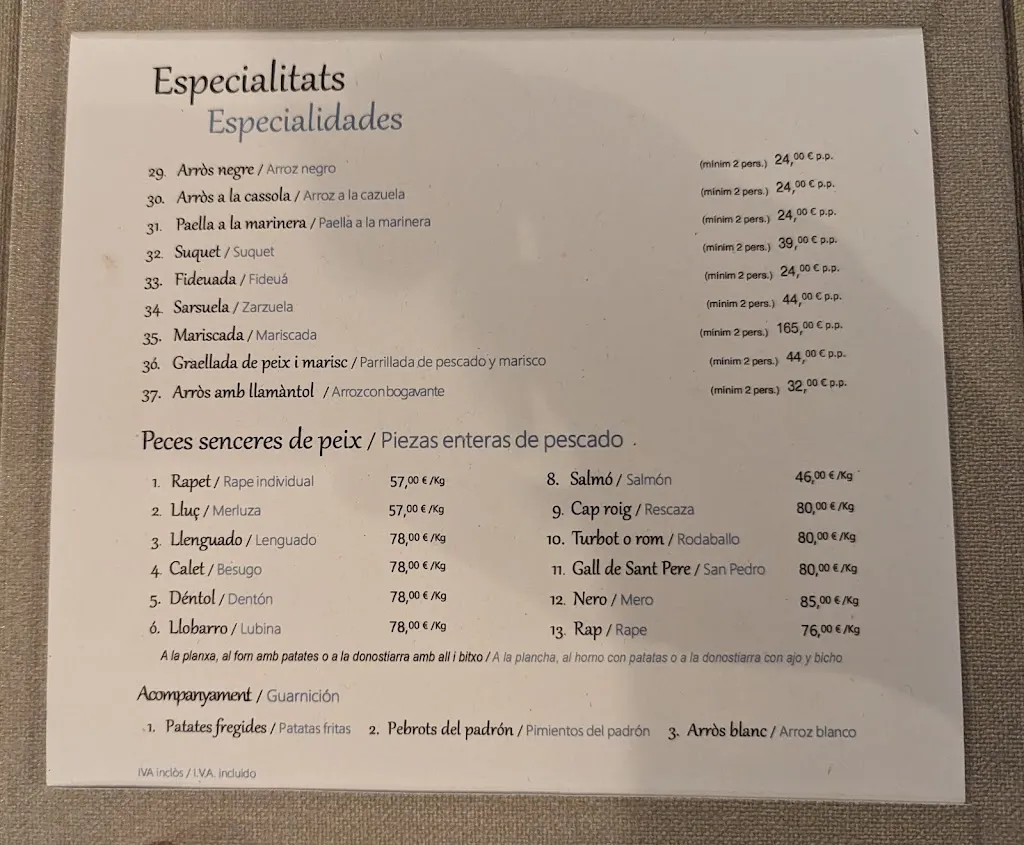 Especialitats
Especialidades
29. Arròs negre / Arroz negro (minim 2 pers.) 24,00 € p.p.
30. Arròs a la cassola / Arroz a la cazuela (minim 2 pers.) 24,00 € p.p.
31. Paella a la marinera / Paella a la marinera (minim 2 pers.) 24,00 € p.p.
32. Suquet / Suquet (minim 2 pers.) 39,00 € p.p.
33. Fideuada / Fideuá (minim 2 pers.) 24,00 € p.p.
34. Sarsuela / Zarzuela (minim 2 pers.) 44,00 € p.p.
35. Mariscada / Mariscada (minim 2 pers.) 165,00 € p.p.
36. Graellada de peix i marisc / Parrillada de pescado y marisco (minim 2 pers.) 44,00 € p.p.
37. Arròs amb llamàntol / Arroz con bogavante (minim 2 pers.) 32,00 € p.p.
Peces senceres de peix / Piezas enteras de pescado
1. Rapet / Rape individual 57,00 € /Kg
2. Lluç / Merluza 57,00 € /Kg
3. Llenguado / Lenguado 78,00 € /Kg
4. Calet / Besugo 78,00 € /Kg
5. Déntol / Dentón 78,00 € /Kg
6. Llobarro / Lubina 78,00 € /Kg
8. Salmó / Salmón 46,00 € /Kg
9. Cap roig / Rescaza 80,00 € /Kg
10. Turbot o rom / Rodaballo 80,00 € /Kg
11. Gall de Sant Pere / San Pedro 80,00 € /Kg
12. Nero / Mero 85,00 € /Kg
13. Rap / Rape 76,00 € /Kg
A la planxa, al forn amb patates o a la donostiarra amb all i bitxo / A la plancha, al horno con patatas o a la donostiarra con ajo y bicho
Acompanyament / Guarnición
1. Patates fregides / Patatas fritas 2. Pebrots del padrón / Pimientos del padrón 3. Arròs blanc / Arroz blanco
IVA inclòs / I.V.A. incluido